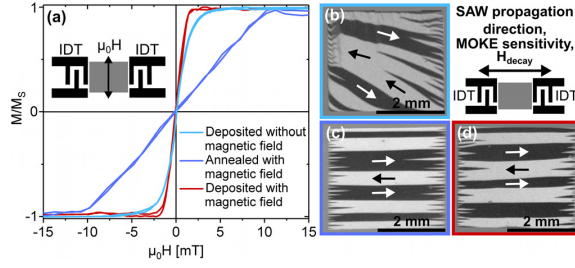 (a)
IDT μ₀H IDT
M/Mₛ
1
0
-1
-15 -10 -5 0 5 10 15
μ₀H [mT]
Deposited without
magnetic field
Annealed with
magnetic field
Deposited with
magnetic field
(b)
2 mm
SAW propagation
direction,
MOKE sensitivity,
H_decay
IDT IDT
(c)
2 mm
(d)
2 mm